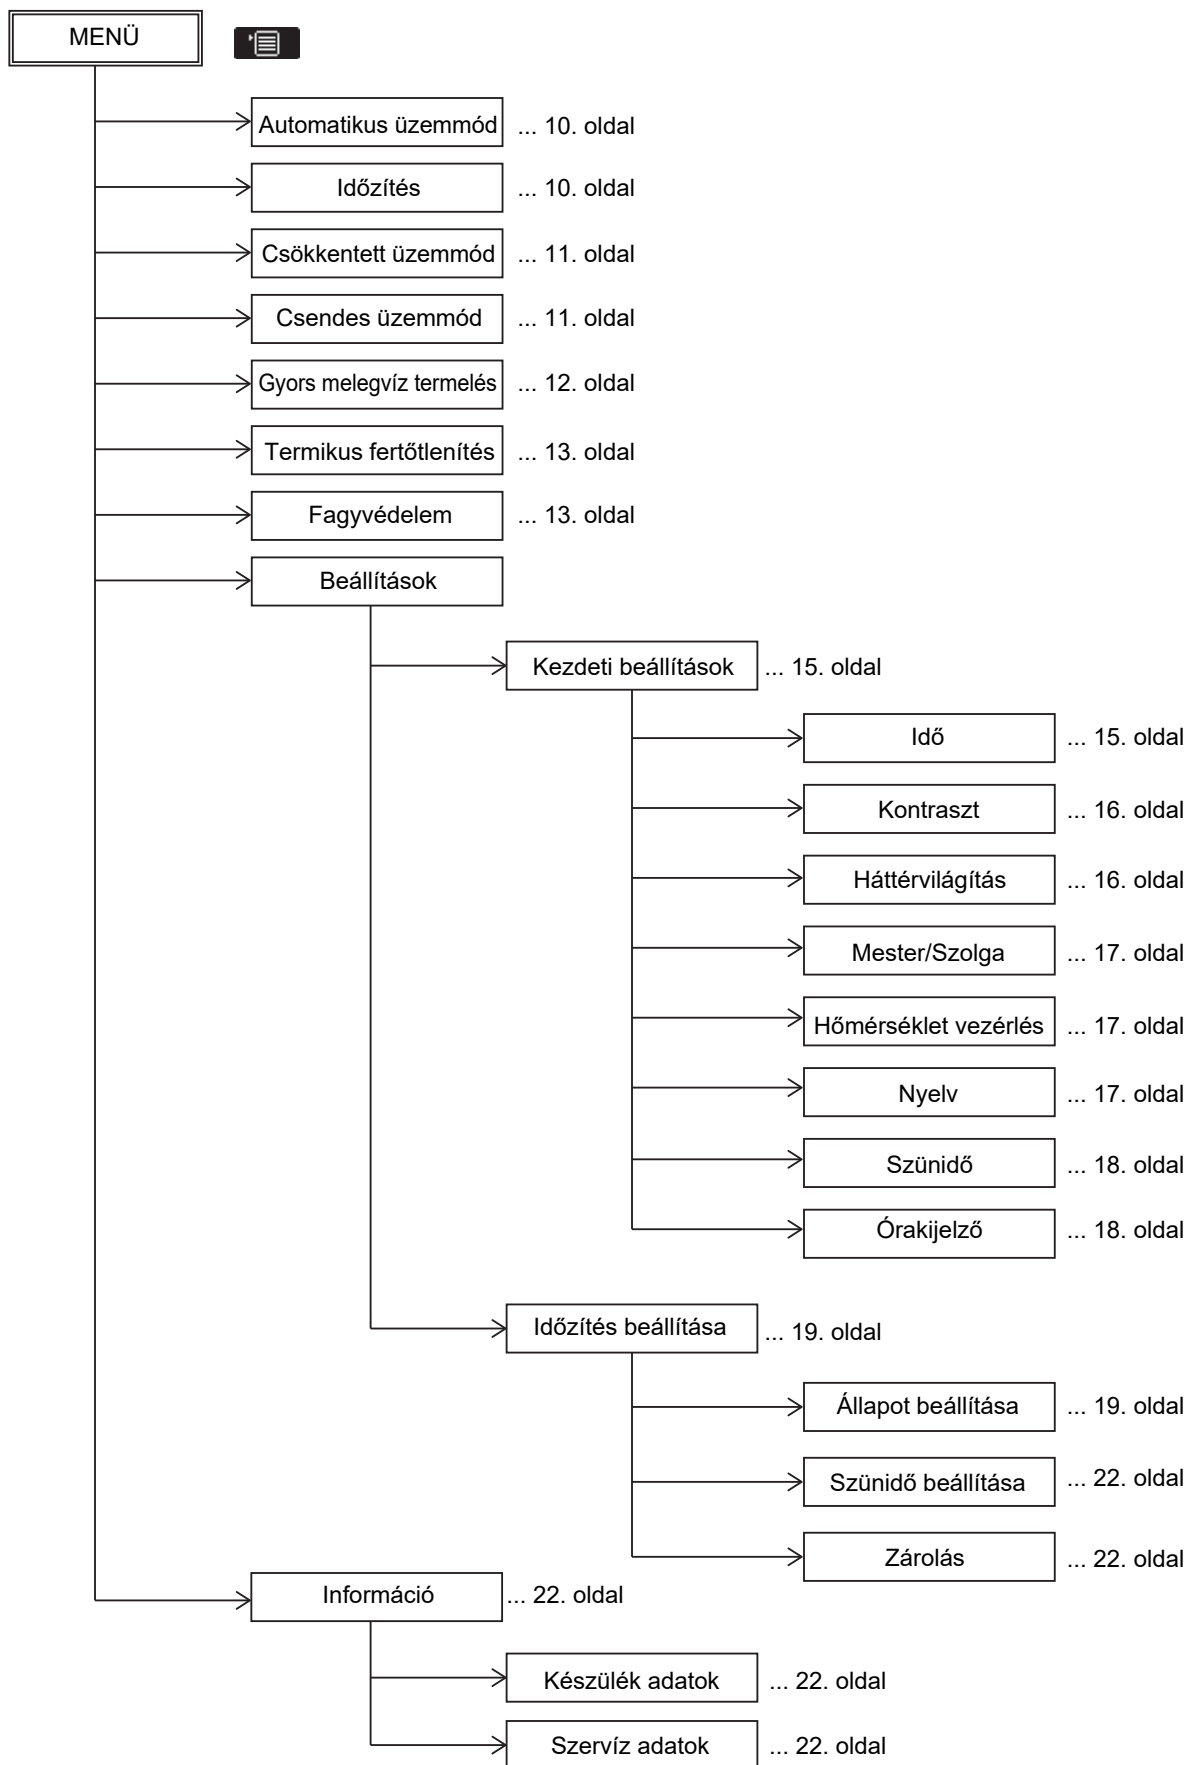 MENÜ
Automatikus üzemmód ... 10. oldal
Időzítés ... 10. oldal
Csökkentett üzemmód ... 11. oldal
Csendes üzemmód ... 11. oldal
Gyors melegvíz termelés ... 12. oldal
Termikus fertőtlenítés ... 13. oldal
Fagyvédelem ... 13. oldal
Beállítások
Kezdeti beállítások ... 15. oldal
Idő ... 15. oldal
Kontraszt ... 16. oldal
Háttérvilágítás ... 16. oldal
Mester/Szolga ... 17. oldal
Hőmérséklet vezérlés ... 17. oldal
Nyelv ... 17. oldal
Szünidő ... 18. oldal
Órakijelző ... 18. oldal
Időzítés beállítása ... 19. oldal
Állapot beállítása ... 19. oldal
Szünidő beállítása ... 22. oldal
Zárolás ... 22. oldal
Információ ... 22. oldal
Készülék adatok ... 22. oldal
Szervíz adatok ... 22. oldal